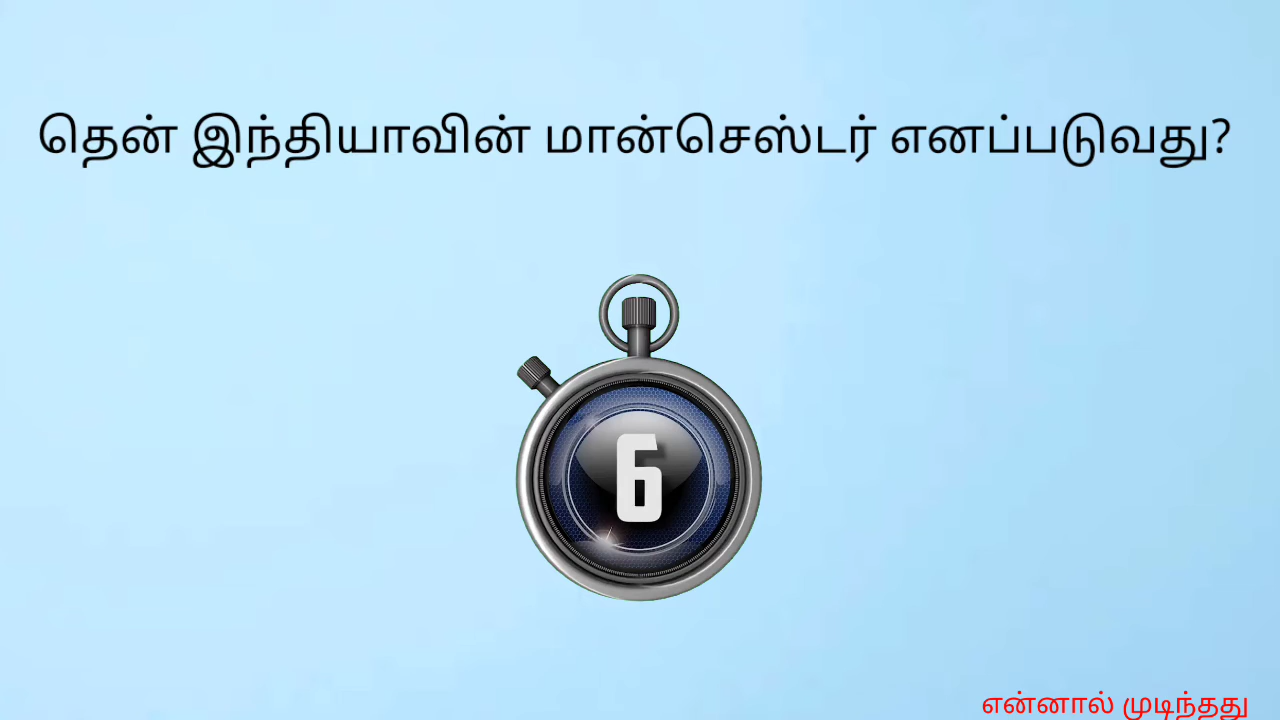 தென் இந்தியாவின் மான்செஸ்டர் எனப்படுவது?
6
என்னால் முடிந்தது